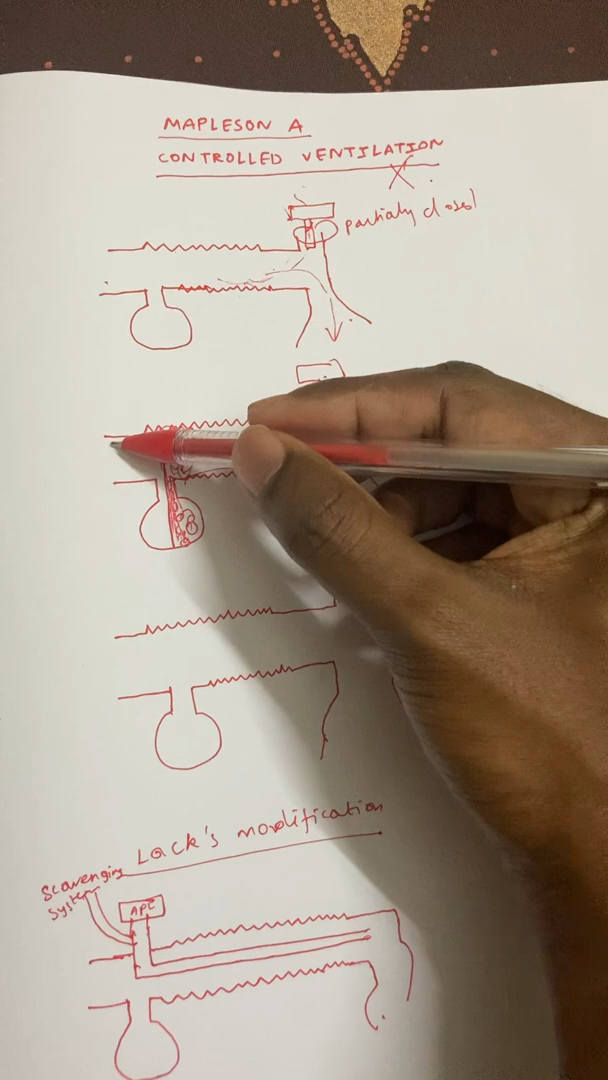 MAPLESON A
CONTROLLED VENTILATION
partially closed
Lack's modification
Scavenging
System
APL